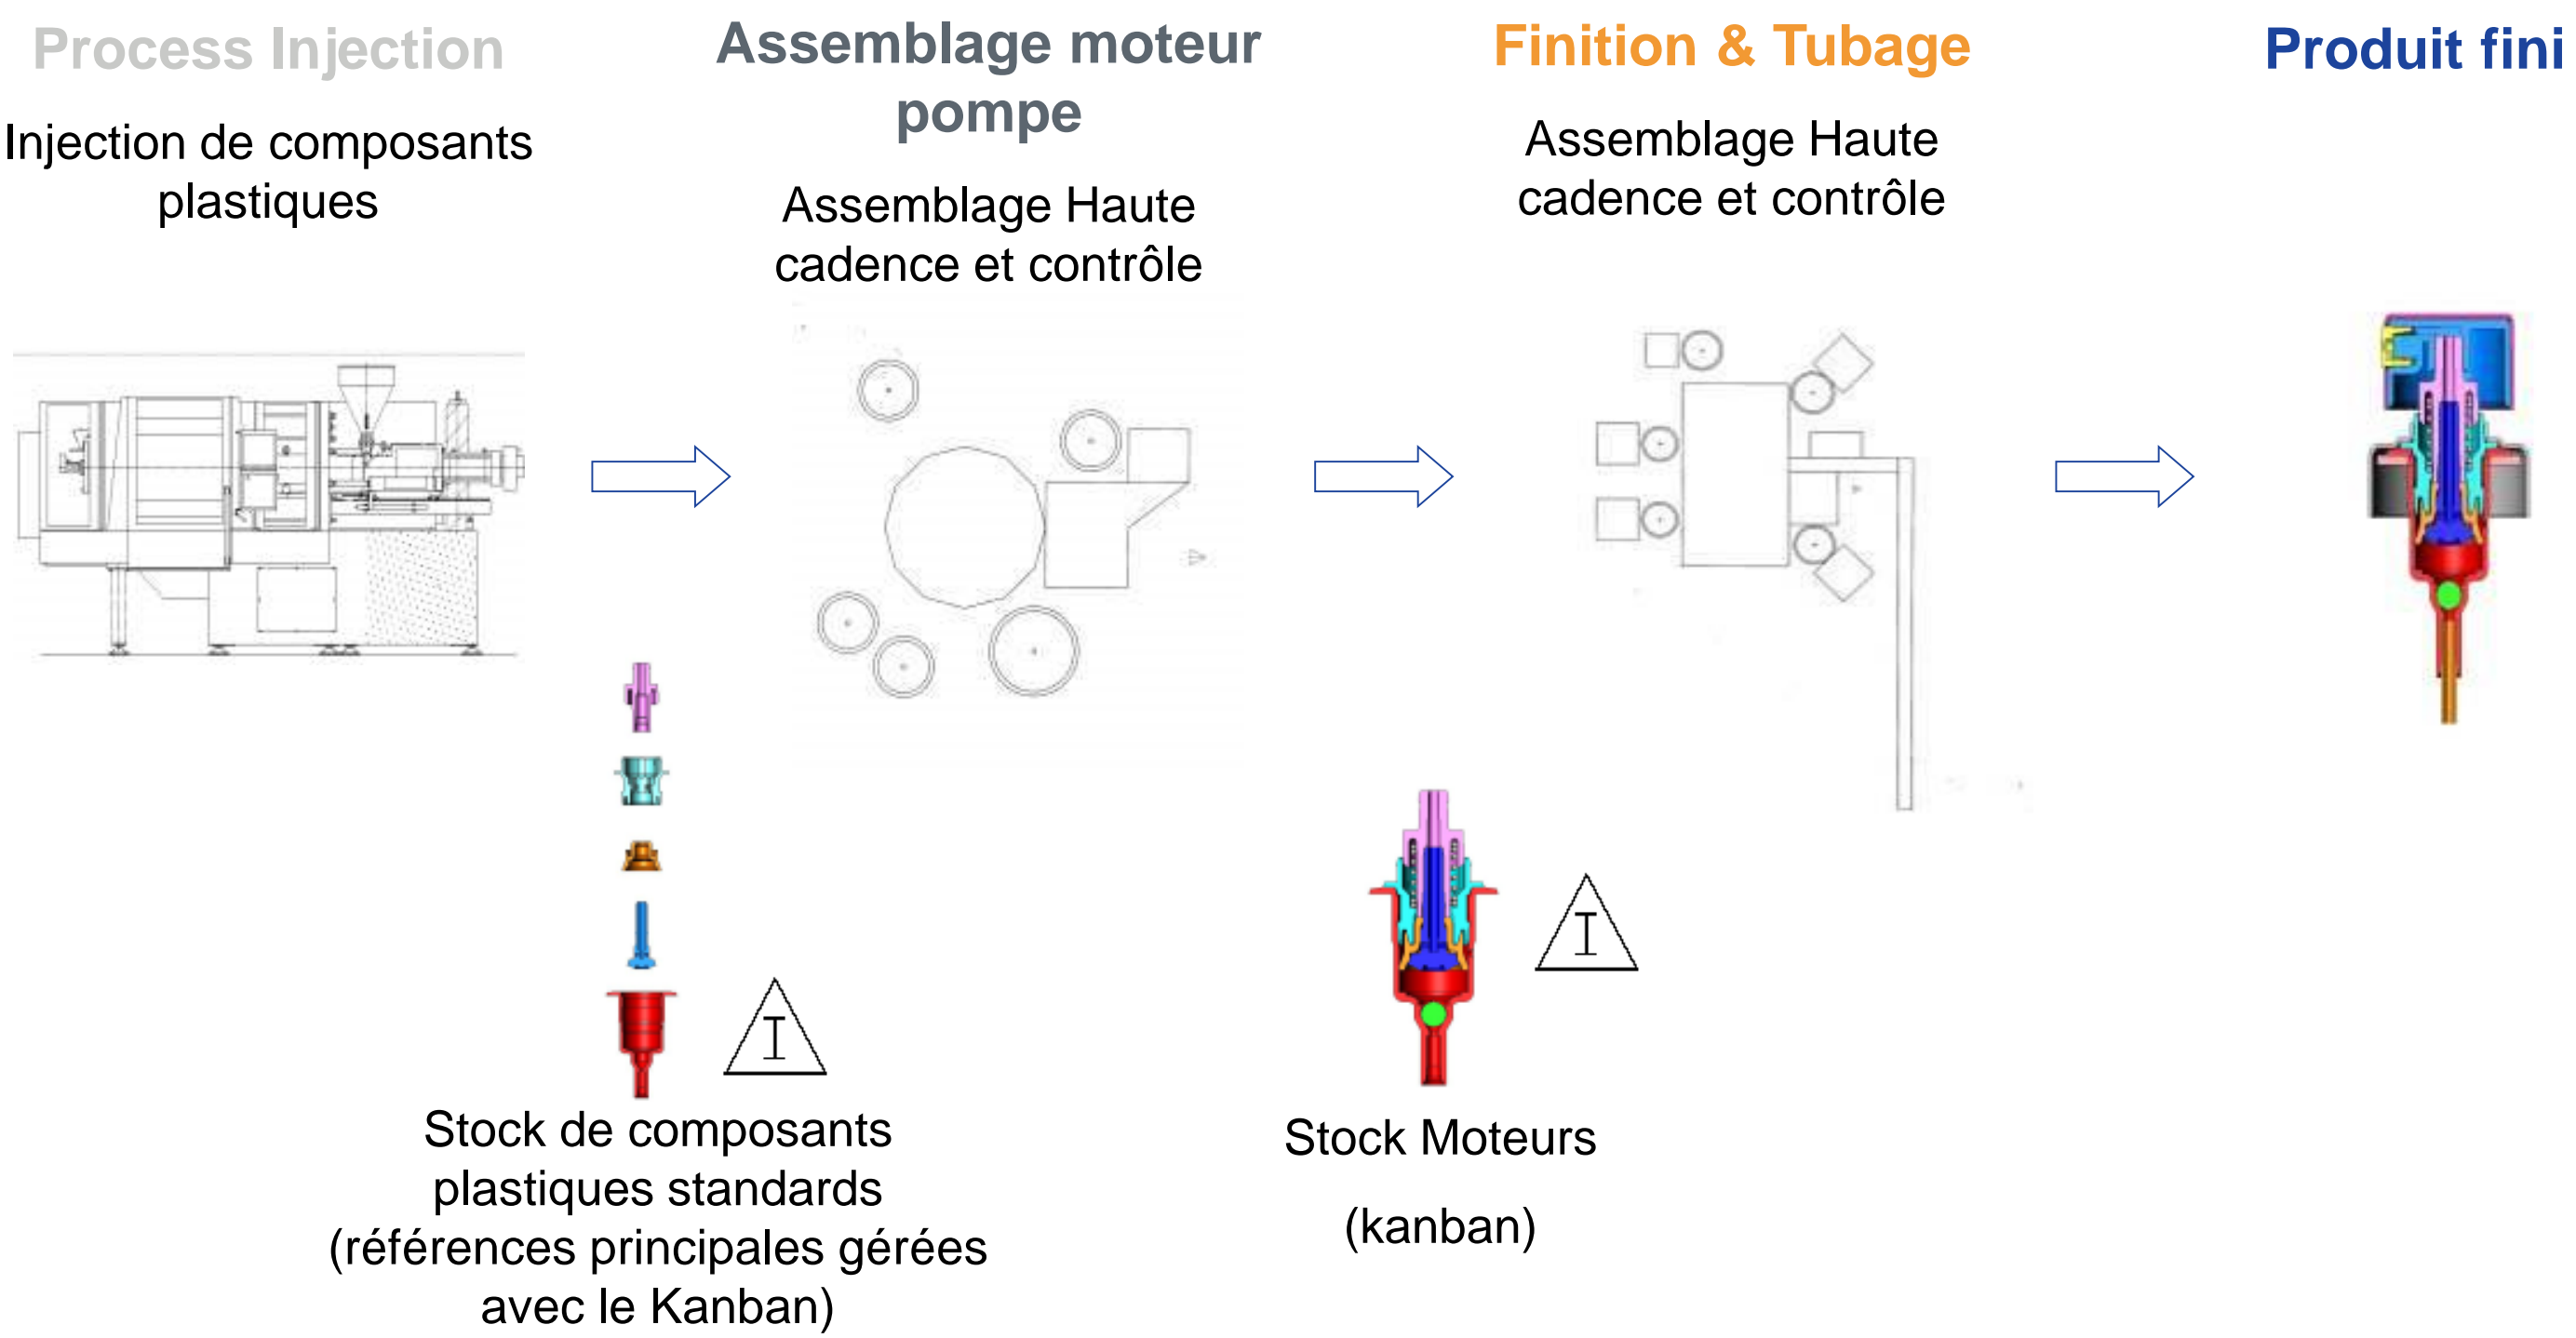 Process Injection
Injection de composants
plastiques
Assemblage moteur
pompe
Assemblage Haute
cadence et contrôle
Finition & Tubage
Assemblage Haute
cadence et contrôle
Produit fini
I
Stock de composants
plastiques standards
(références principales gérées
avec le Kanban)
I
Stock Moteurs
(kanban)